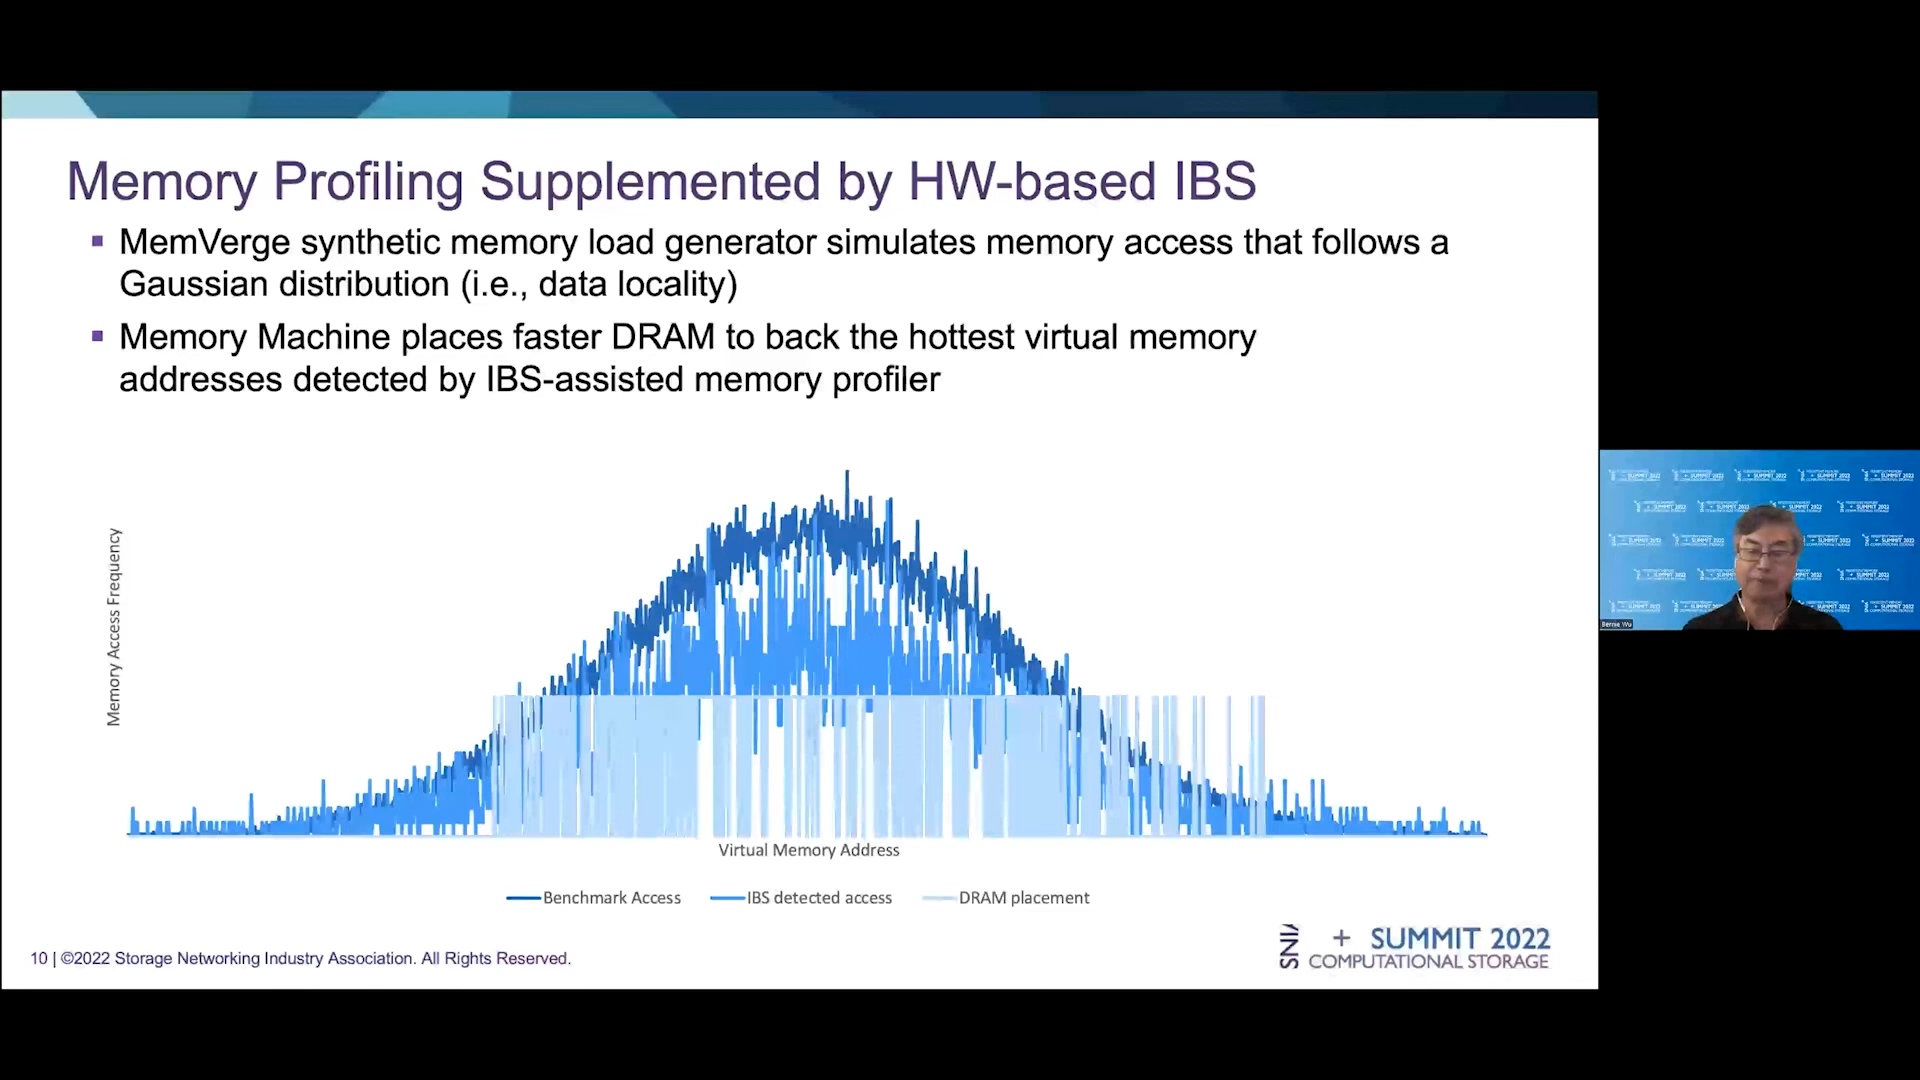 Memory Profiling Supplemented by HW-based IBS
▪ MemVerge synthetic memory load generator simulates memory access that follows a
Gaussian distribution (i.e., data locality)
▪ Memory Machine places faster DRAM to back the hottest virtual memory
addresses detected by IBS-assisted memory profiler
Memory Access Frequency
Virtual Memory Address
Benchmark Access
IBS detected access
DRAM placement
10 | ©2022 Storage Networking Industry Association. All Rights Reserved.
SNI
+ SUMMIT 2022
COMPUTATIONAL STORAGE
Bernie Wu